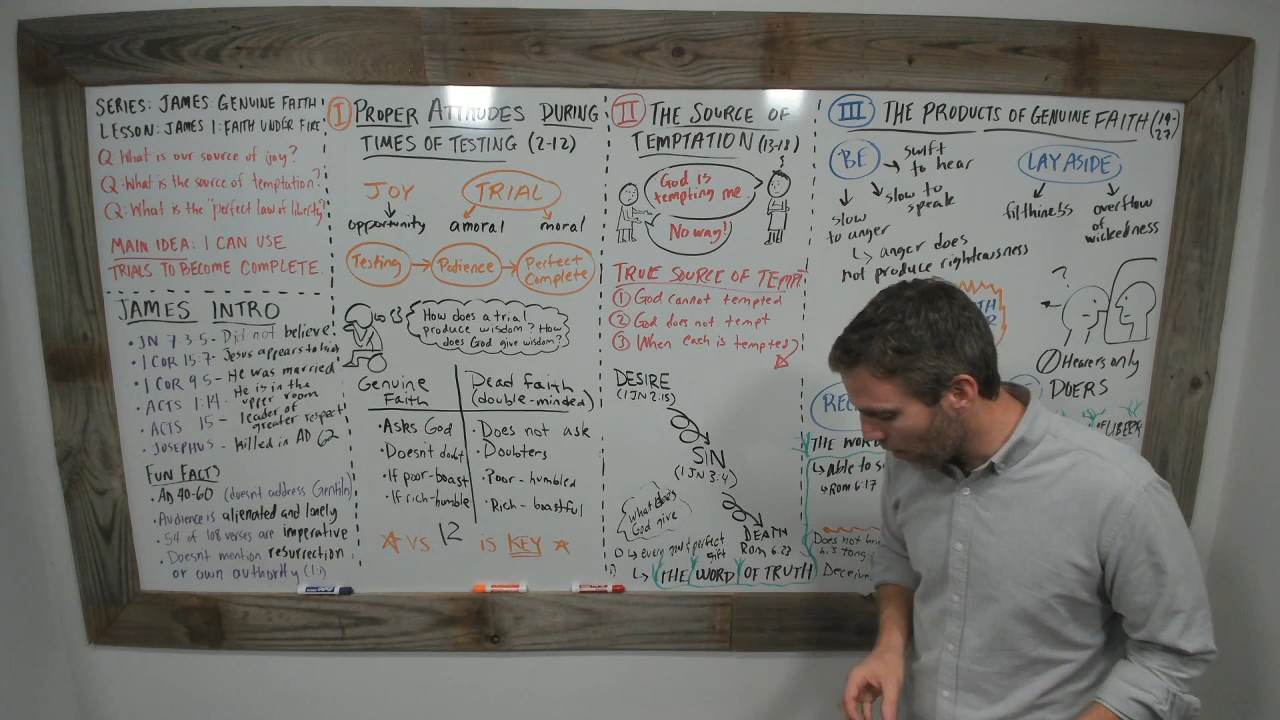 SERIES: JAMES: GENUINE FAITH
LESSON: JAMES 1: FAITH UNDER FIRE
Q: What is our source of joy?
Q: What is the source of temptation?
Q: What is the "perfect law of liberty"?
MAIN IDEA: I CAN USE
TRIALS TO BECOME COMPLETE.
JAMES INTRO
• JN 7:3-5 - Did not believe!
• 1 COR 15:7 - Jesus appears to him
• 1 COR 9:5 - He was married
• ACTS 1:14 - He is in the
upper room
• ACTS 15 - leader of
greater respect!
• JOSEPHUS - killed in AD 62
FUN FACTS
• AD 40-60 (doesn't address Gentiles)
• Audience is alienated and lonely
• 54 of 108 verses are imperative
• Doesn't mention resurrection
or own authority (1:1)
I PROPER ATTITUDES DURING
TIMES OF TESTING (2-12)
JOY TRIAL
opportunity amoral moral
Testing Patience Perfect
Complete
How does a trial
produce wisdom? How
does God give wisdom?
Genuine
Faith
• Asks God
• Doesn't doubt
• If poor-boast
• If rich-humble
Dead faith
(double-minded)
• Does not ask
• Doubters
• Poor-humbled
• Rich-boastful
VS 12 is KEY
II THE SOURCE OF
TEMPTATION (13-18)
God is
tempting me.
No way!
TRUE SOURCE OF TEMPT
1 God cannot tempted
2 God does not tempt
3 When each is tempted?
DESIRE
(1 JN 2:15)
SIN
(1 JN 3:4)
DEATH
Rom 6:23
What does
God give
every good & perfect
gift
THE WORD OF TRUTH
III THE PRODUCTS OF GENUINE FAITH (19-
27)
BE
swift
to hear
slow to
speak
slow
to anger
anger does
not produce righteousness
LAY ASIDE
filthiness
overflow
of
wickedness
?
Hearers only
DOERS
OF LIBERTY
REC
THE WORD
able to s
Rom 6:17
Does not
his tong
Deceive